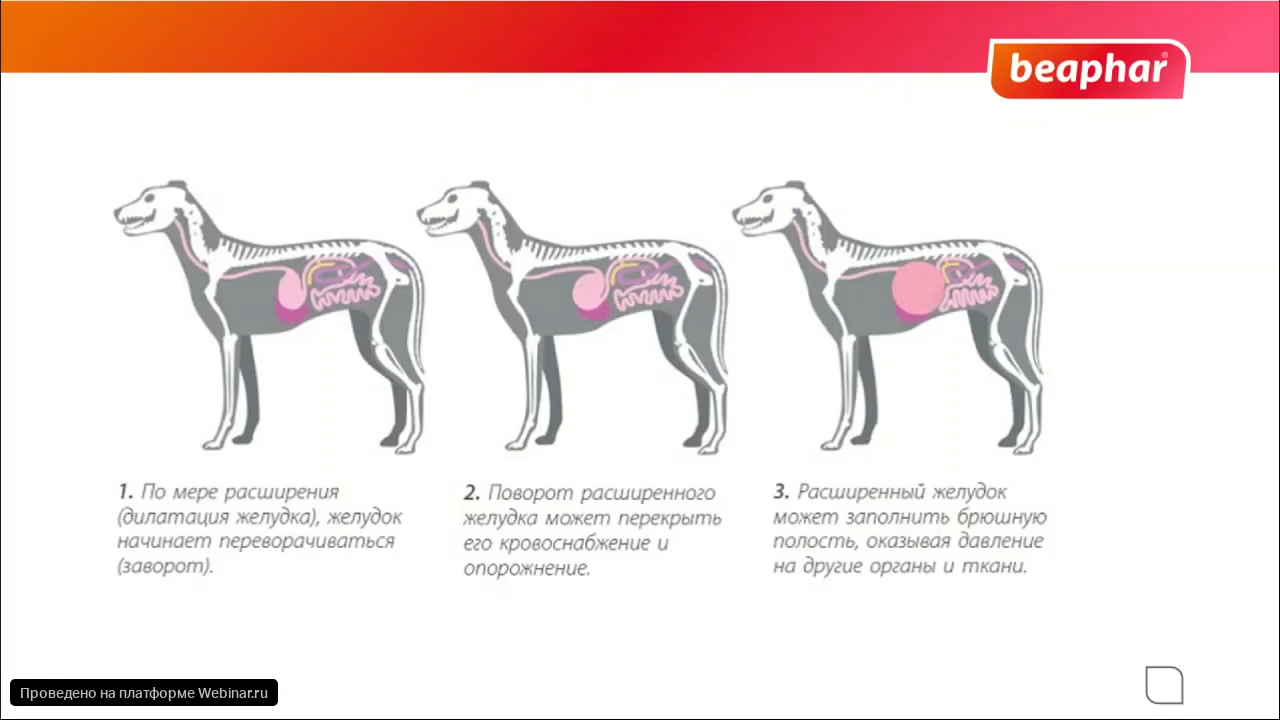 beaphar®
1. По мере расширения
(дилатация желудка), желудок
начинает переворачиваться
(заворот).
2. Поворот расширенного
желудка может перекрыть
его кровоснабжение и
опорожнение.
3. Расширенный желудок
может заполнить брюшную
полость, оказывая давление
на другие органы и ткани.
Проведено на платформе Webinar.ru